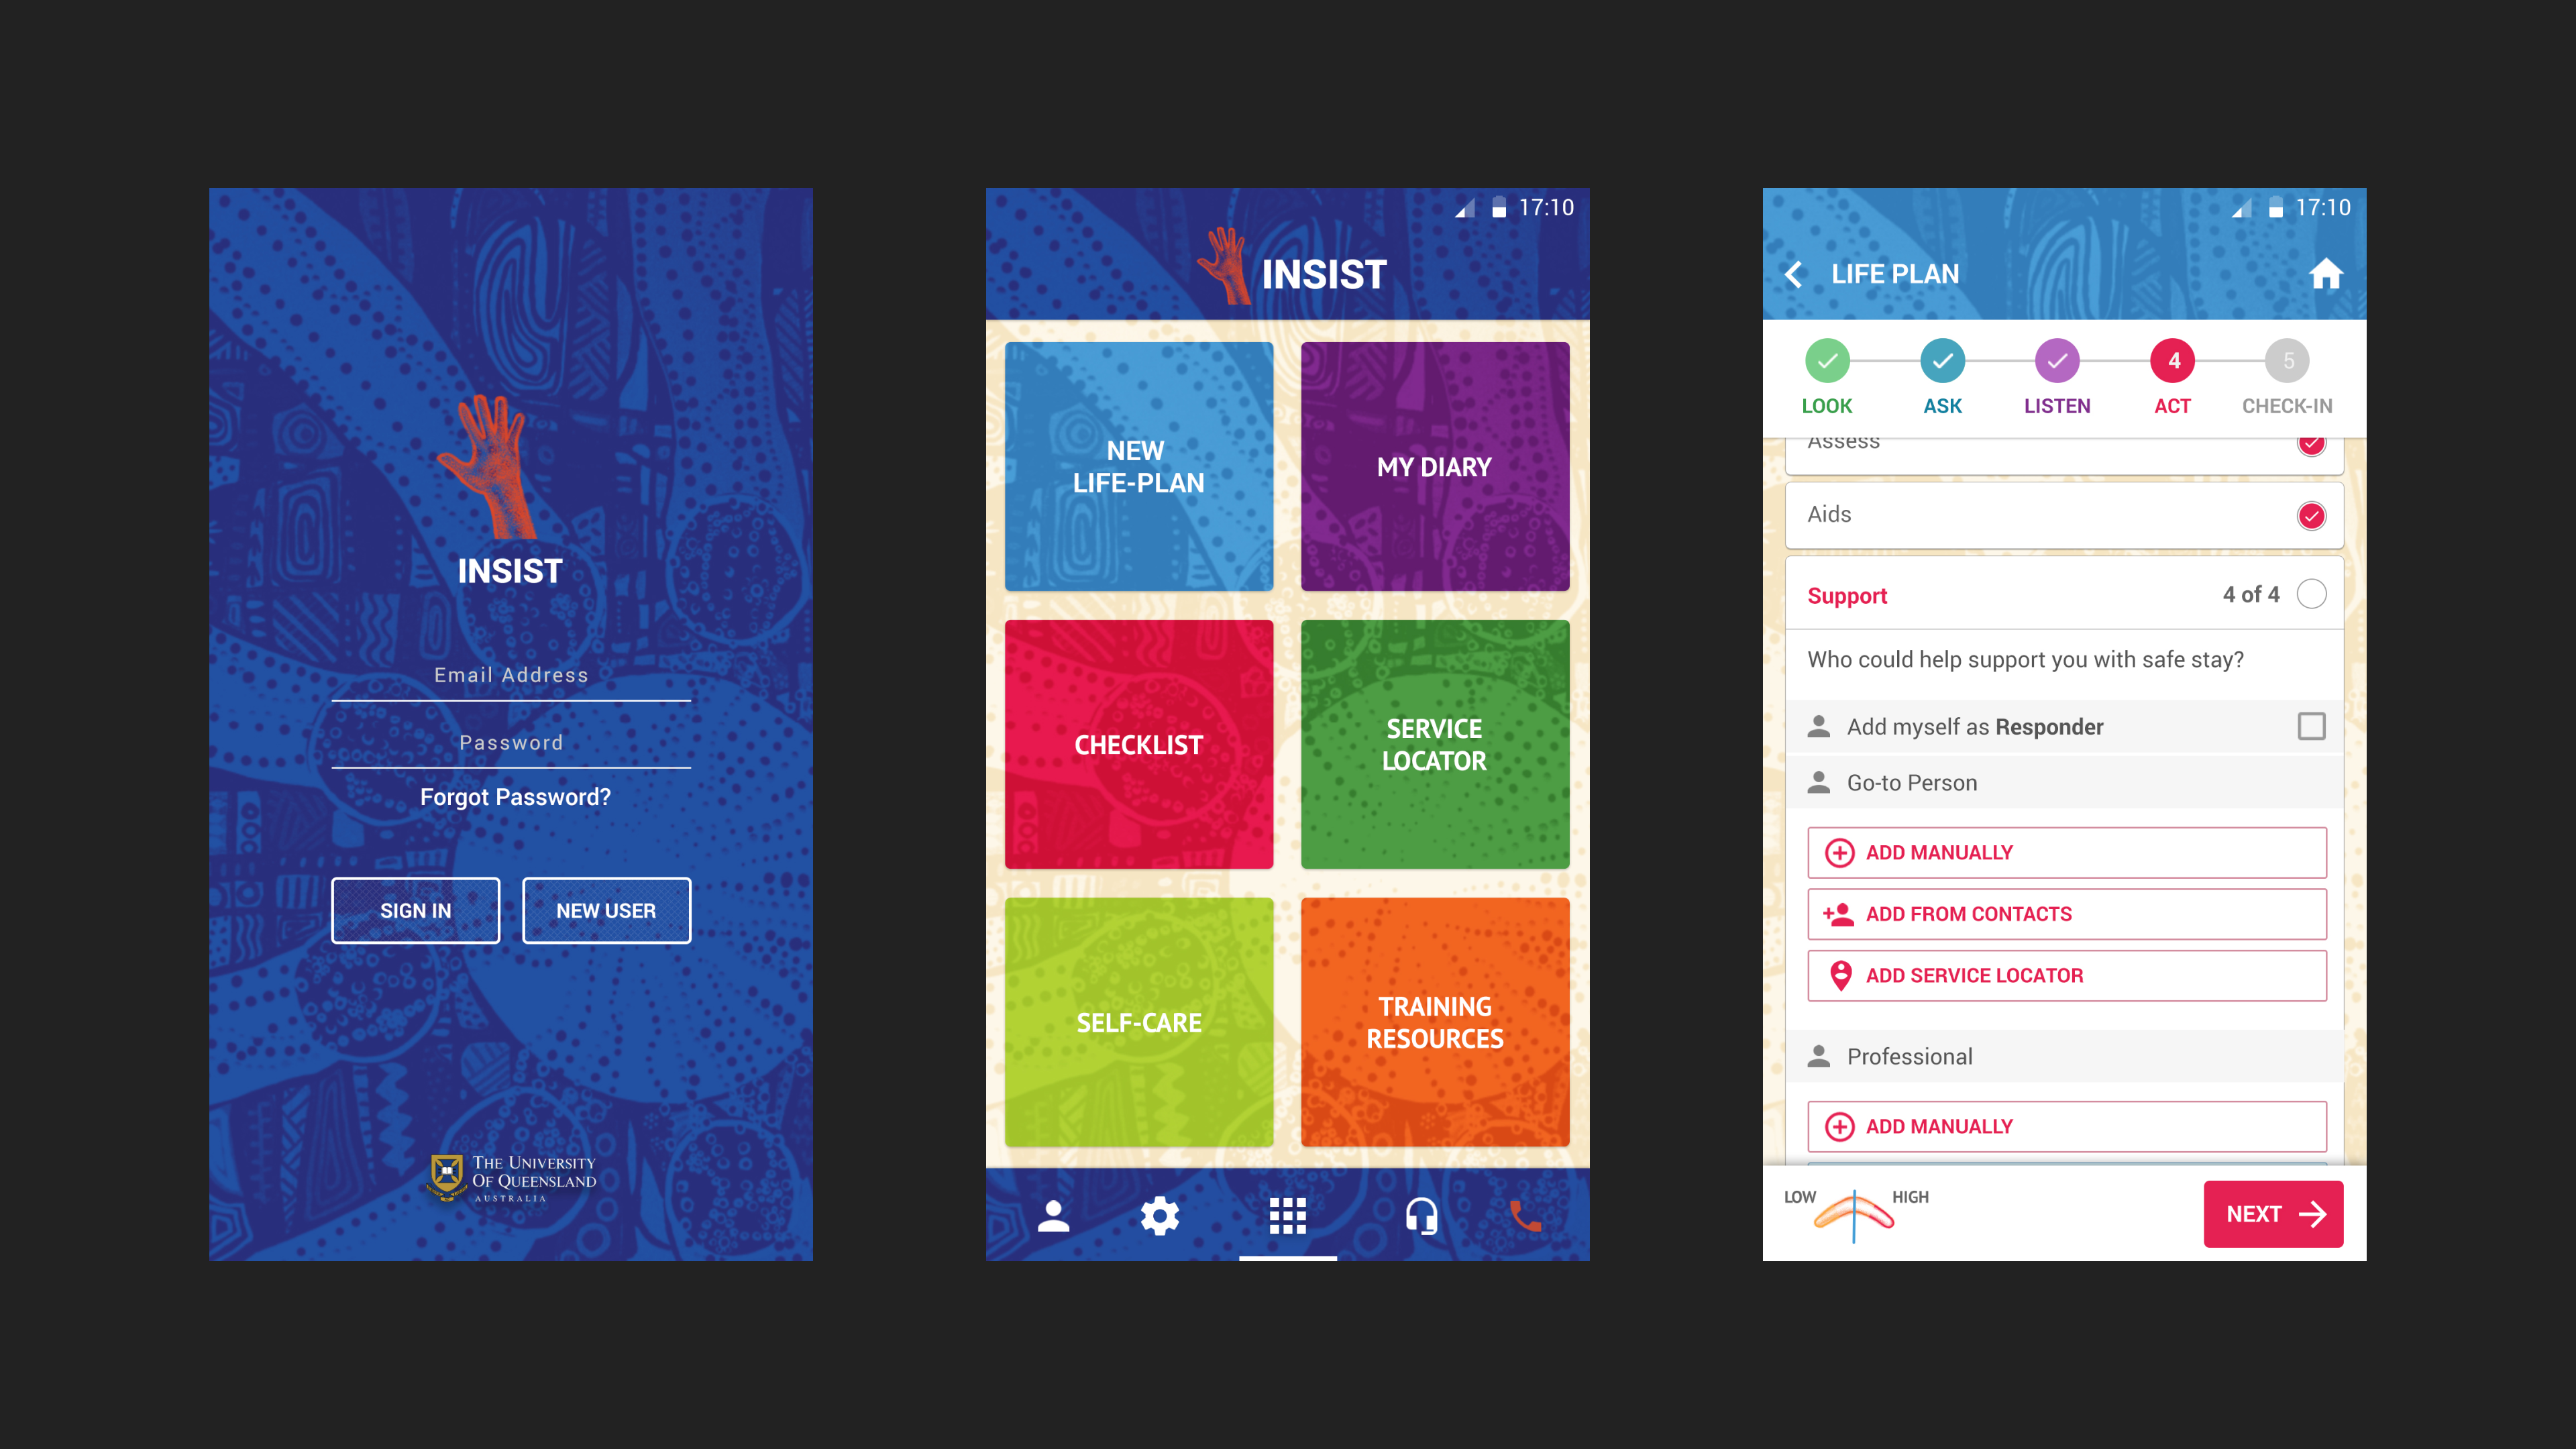 INSIST
Email Address
Password
Forgot Password?
SIGN IN
NEW USER
THE UNIVERSITY
OF QUEENSLAND
AUSTRALIA
17:10
INSIST
NEW
LIFE-PLAN
MY DIARY
CHECKLIST
SERVICE
LOCATOR
SELF-CARE
TRAINING
RESOURCES
17:10
LIFE PLAN
4
5
LOOK
ASK
LISTEN
ACT
CHECK-IN
Assess
Aids
Support
4 of 4
Who could help support you with safe stay?
Add myself as Responder
Go-to Person
ADD MANUALLY
ADD FROM CONTACTS
ADD SERVICE LOCATOR
Professional
ADD MANUALLY
LOW
HIGH
NEXT